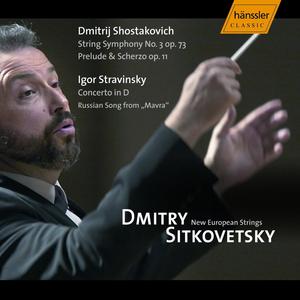 hänssler
CLASSIC
Dmitrij Shostakovich
String Symphony No. 3 op. 73
Prelude & Scherzo op. 11
Igor Stravinsky
Concerto in D
Russian Song from „Mavra“
DMITRY
New European Strings
SITKOVETSKY